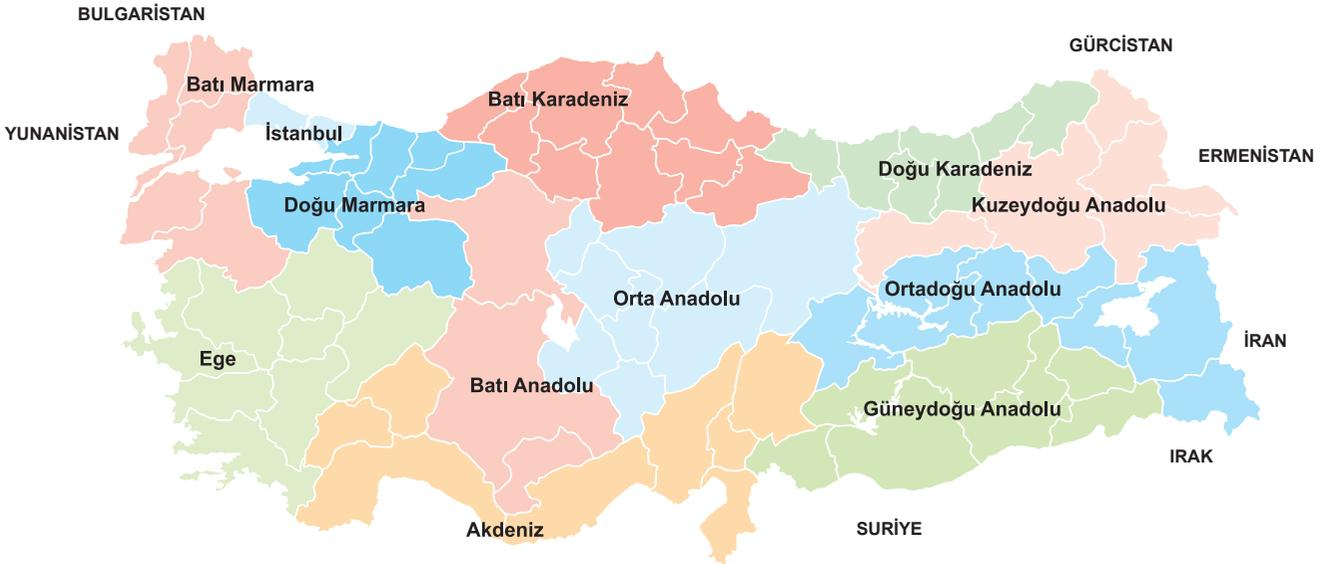 BULGARİSTAN
GÜRCİSTAN
Batı Marmara
Batı Karadeniz
YUNANİSTAN
İstanbul
ERMENİSTAN
Doğu Karadeniz
Doğu Marmara
Kuzeydoğu Anadolu
Orta Anadolu
Ortadoğu Anadolu
İRAN
Ege
Batı Anadolu
Güneydoğu Anadolu
IRAK
Akdeniz
SURİYE